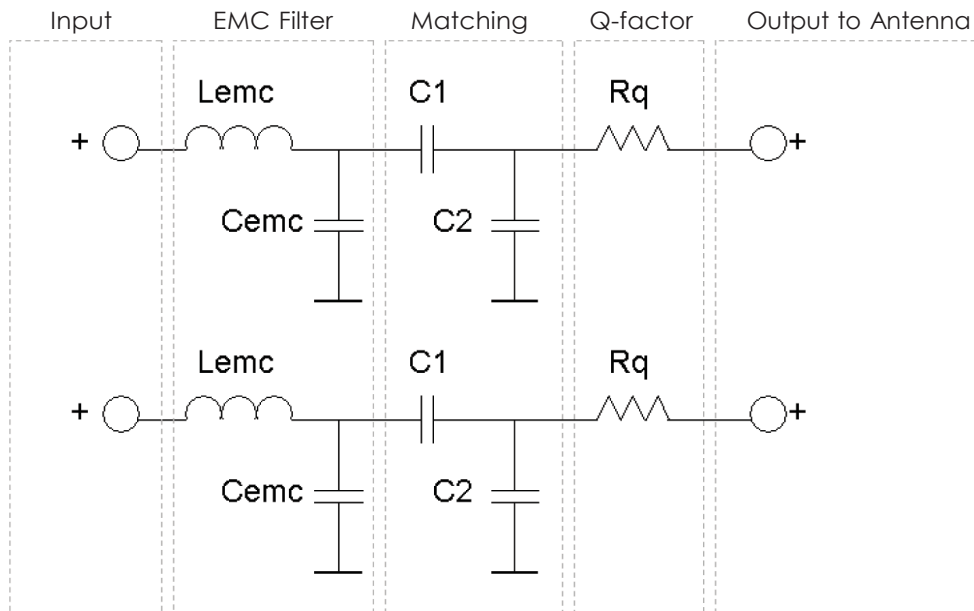 Input EMC Filter Matching Q-factor Output to Antenna
Lemc C1 Rq
+ +
Cemc C2
Lemc C1 Rq
+ +
Cemc C2